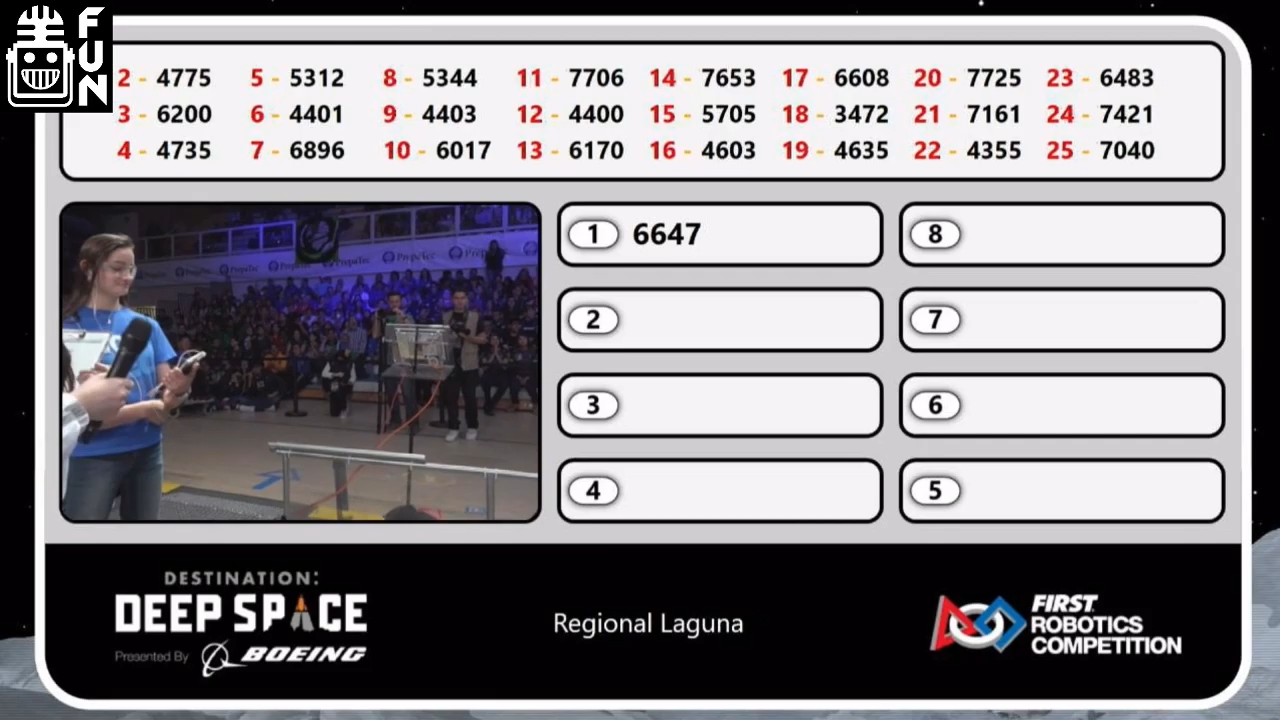 FUN
2 - 4775 5 - 5312 8 - 5344 11 - 7706 14 - 7653 17 - 6608 20 - 7725 23 - 6483
3 - 6200 6 - 4401 9 - 4403 12 - 4400 15 - 5705 18 - 3472 21 - 7161 24 - 7421
4 - 4735 7 - 6896 10 - 6017 13 - 6170 16 - 4603 19 - 4635 22 - 4355 25 - 7040
PrepaTec PrepaTec
1 6647 8
2 7
3 6
4 5
DESTINATION:
DEEP SPACE
Presented By BOEING
Regional Laguna
FIRST
ROBOTICS
COMPETITION